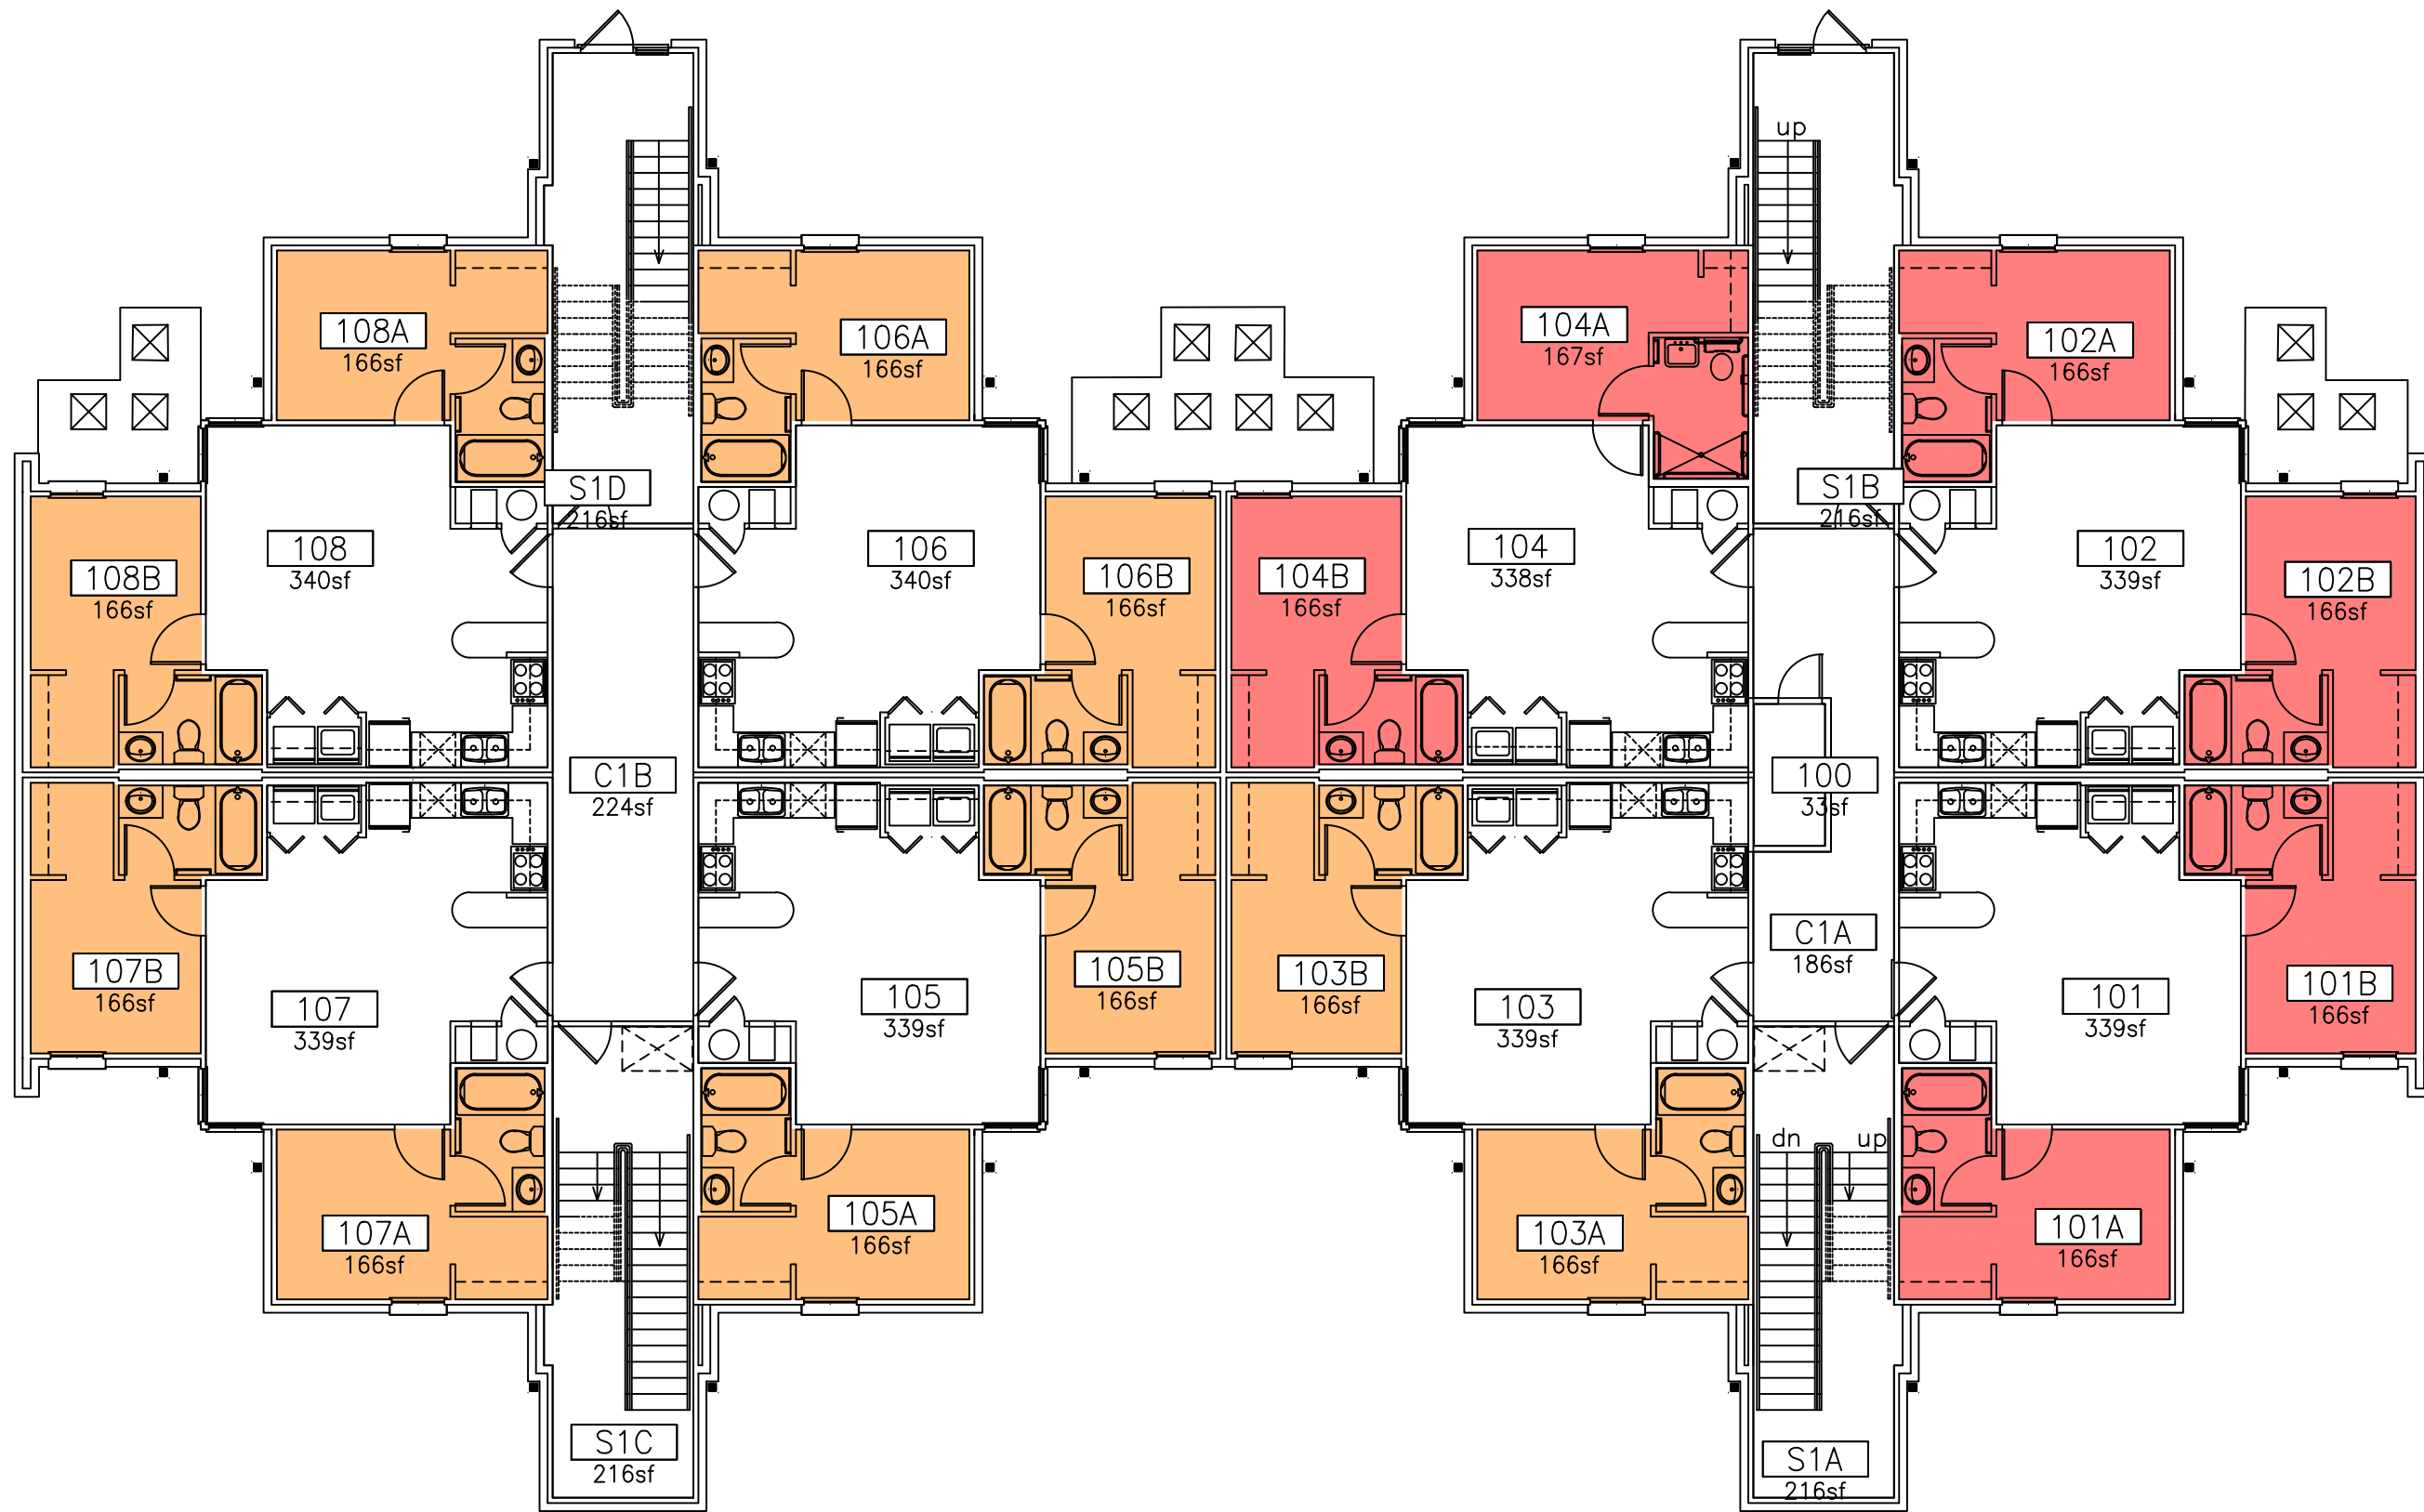 up
108A
166sf
106A
166sf
104A
167sf
102A
166sf
S1D
216sf
S1B
216sf
108
340sf
106
340sf
104
338sf
102
339sf
108B
166sf
106B
166sf
104B
166sf
102B
166sf
C1B
224sf
100
33sf
C1A
186sf
107B
166sf
105B
166sf
103B
166sf
101B
166sf
107
339sf
105
339sf
103
339sf
101
339sf
dn
up
107A
166sf
105A
166sf
103A
166sf
101A
166sf
S1C
216sf
S1A
216sf